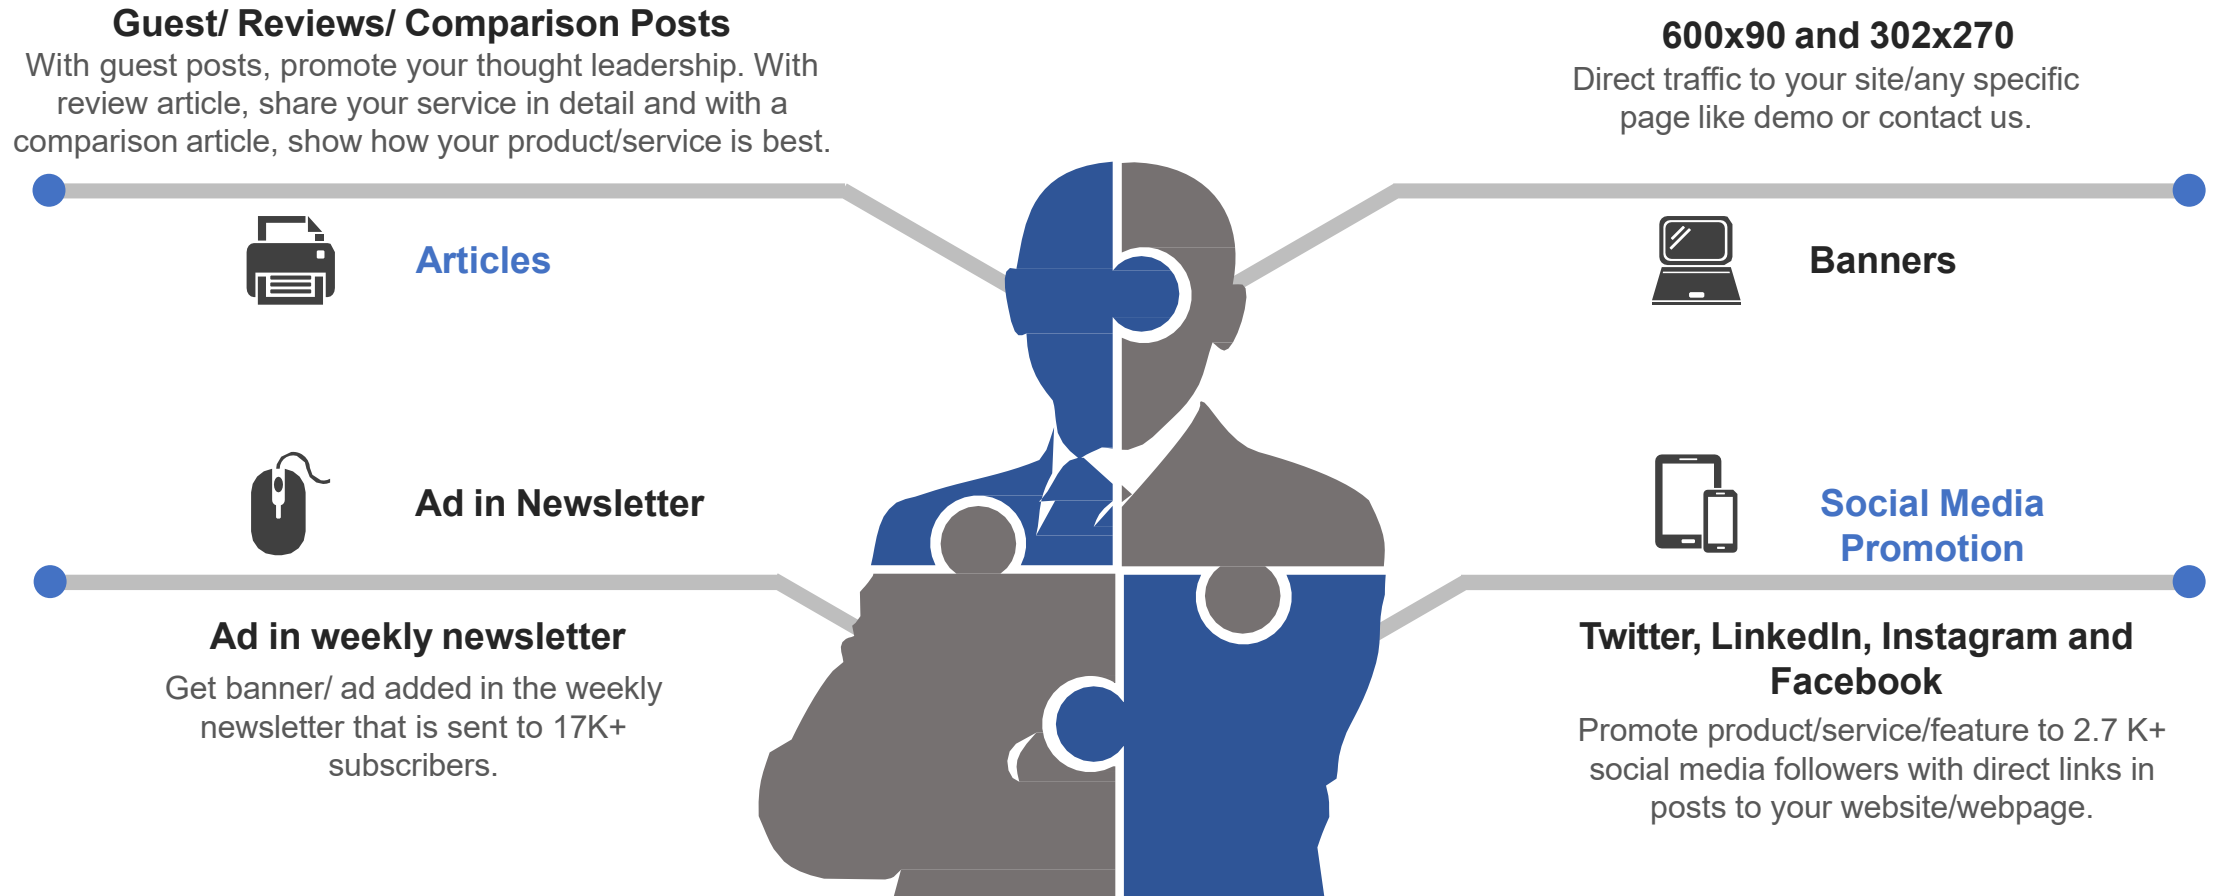 Guest/ Reviews/ Comparison Posts
With guest posts, promote your thought leadership. With
review article, share your service in detail and with a
comparison article, show how your product/service is best.
Articles
600x90 and 302x270
Direct traffic to your site/any specific
page like demo or contact us.
Banners
Ad in Newsletter
Ad in weekly newsletter
Get banner/ ad added in the weekly
newsletter that is sent to 17K+
subscribers.
Social Media
Promotion
Twitter, LinkedIn, Instagram and
Facebook
Promote product/service/feature to 2.7 K+
social media followers with direct links in
posts to your website/webpage.